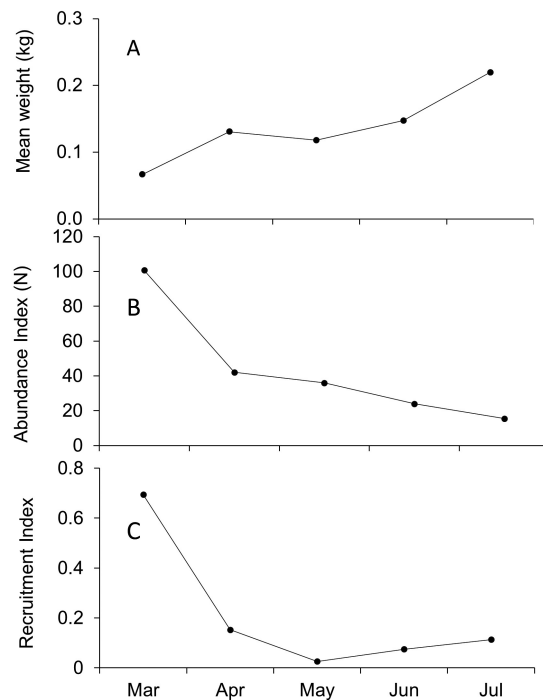 0.3
A
0.2
0.1
0.0
Mean weight (kg)
120
100
B
80
60
40
20
0
Abundance Index (N)
0.8
0.6
C
0.4
0.2
0
Recruitment Index
Mar Apr May Jun Jul